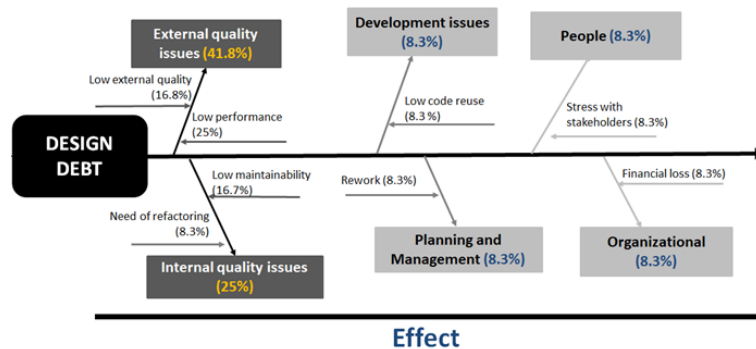 External quality
issues (41.8%)
Development issues
(8.3%)
People (8.3%)
Low external quality
(16.8%)
Low performance
(25%)
Low code reuse
(8.3 %)
Stress with
stakeholders (8.3%)
DESIGN
DEBT
Low maintainability
(16.7%)
Rework (8.3%)
Financial loss (8.3%)
Need of refactoring
(8.3%)
Internal quality issues
(25%)
Planning and
Management (8.3%)
Organizational
(8.3%)
Effect